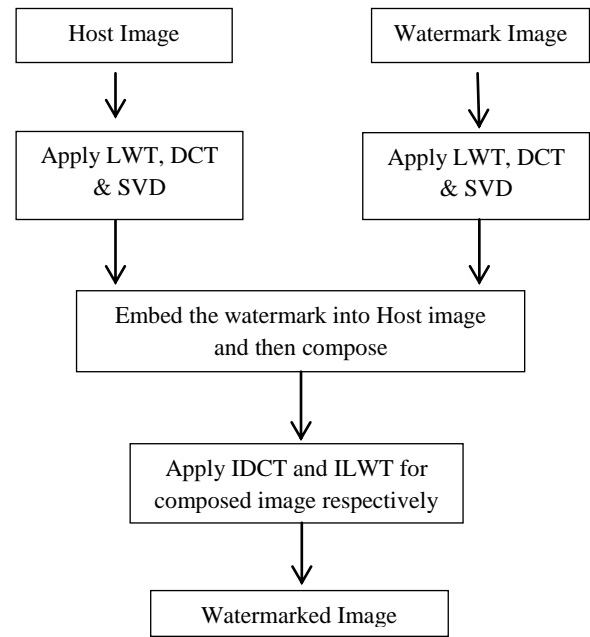 Host Image
Watermark Image
Apply LWT, DCT
& SVD
Apply LWT, DCT
& SVD
Embed the watermark into Host image
and then compose
Apply IDCT and ILWT for
composed image respectively
Watermarked Image